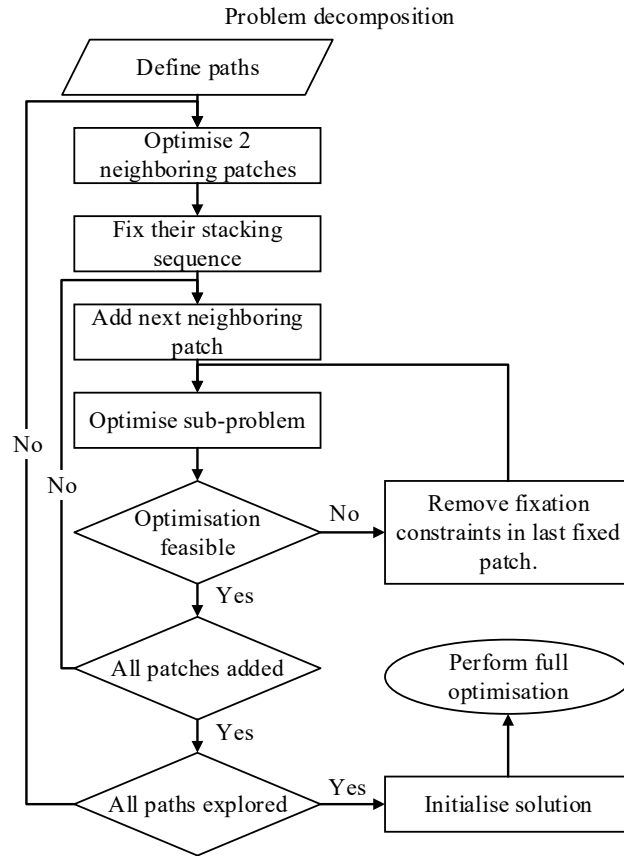 Problem decomposition
Define paths
Optimise 2
neighboring patches
Fix their stacking
sequence
Add next neighboring
patch
Optimise sub-problem
No
No
Optimisation
feasible
No
Remove fixation
constraints in last fixed
patch.
Yes
All patches added
Perform full
optimisation
Yes
All paths explored
Yes
Initialise solution